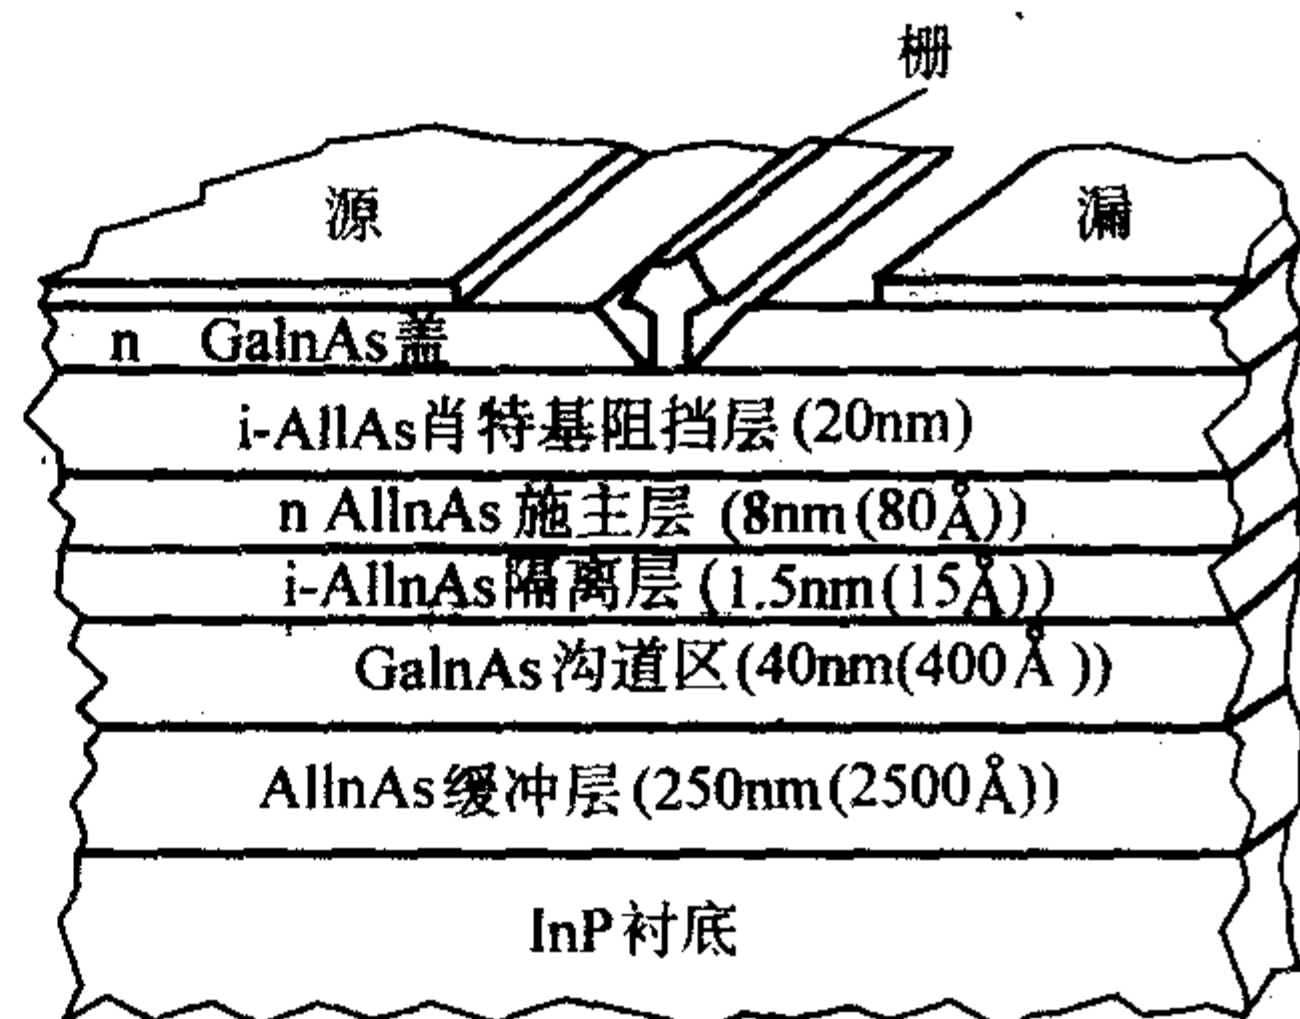 栅
源
漏
n GaInAs盖
i-AlIAs肖特基阻挡层(20nm)
n AlInAs施主层 (8nm(80Å))
i-AlInAs隔离层(1.5nm(15Å))
GaInAs沟道区(40nm(400Å))
AlInAs缓冲层(250nm(2500Å))
InP衬底